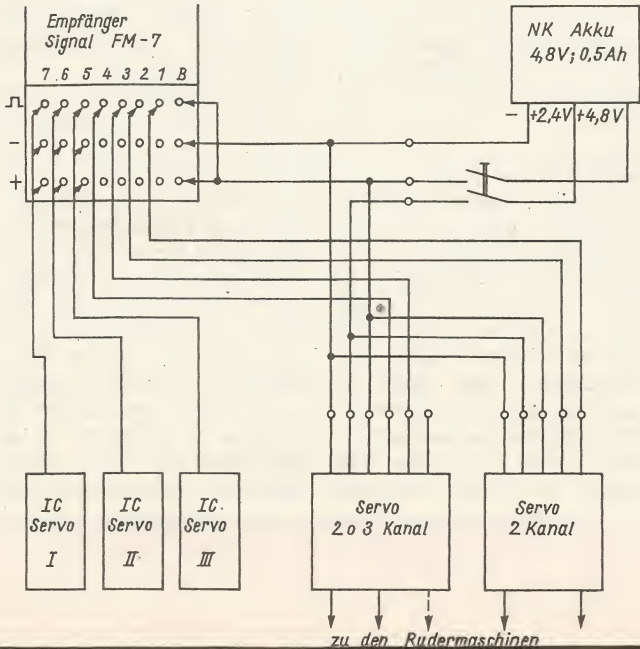 Empfänger
Signal FM-7
7 6 5 4 3 2 1 B
-
+
NK Akku
4,8V; 0,5Ah
- +2,4V +4,8V
IC
Servo
I
IC
Servo
II
IC
Servo
III
Servo
2 o 3 Kanal
Servo
2 Kanal
zu den Rudermaschinen